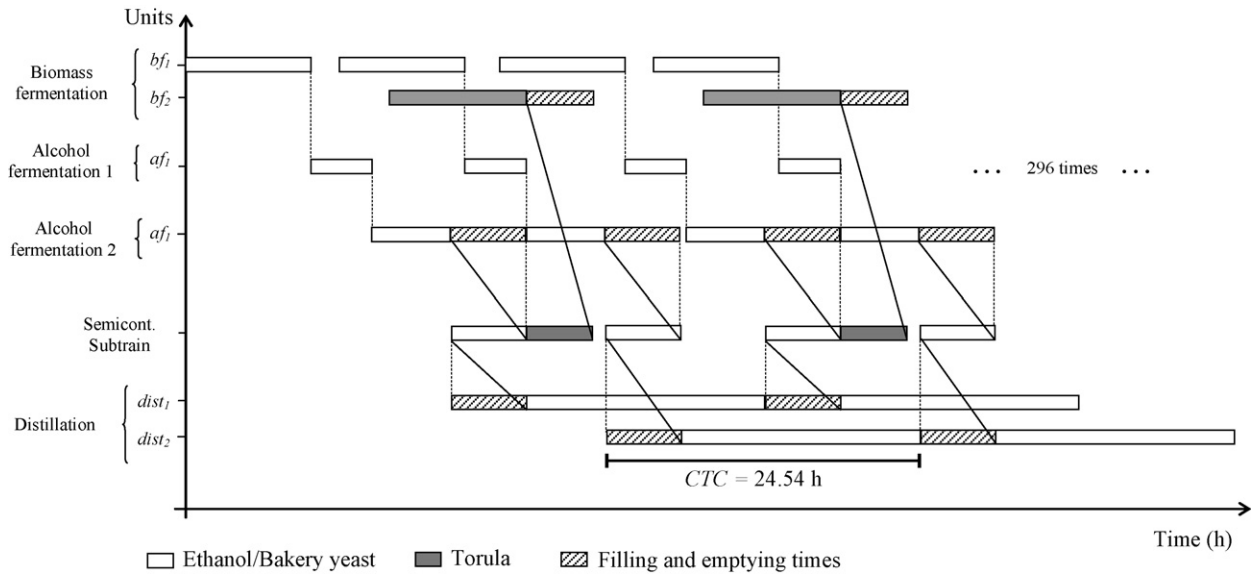 Units
Biomass
fermentation
bf1
bf2
Alcohol
fermentation 1
af1
... 296 times ...
Alcohol
fermentation 2
af1
Semicont.
Subtrain
Distillation
dist1
dist2
CTC = 24.54 h
Time (h)
Ethanol/Bakery yeast
Torula
Filling and emptying times